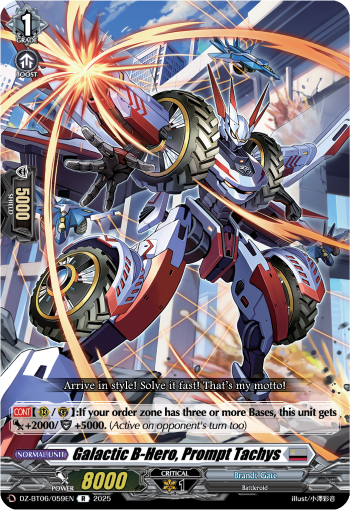 1
GRADE
BOOST
5000
SHIELD
Arrive in style! Solve it fast! That's my motto!
CONT【 / 】:If your order zone has three or more Bases, this unit gets
+2000/ +5000. (Active on opponent's turn too)
NORMAL UNIT
Galactic B-Hero, Prompt Tachys
POWER 8000
CRITICAL
1
Brandt Gate
Battleroid
DZ-BT06/059EN R 2025
illust/小澤彩香